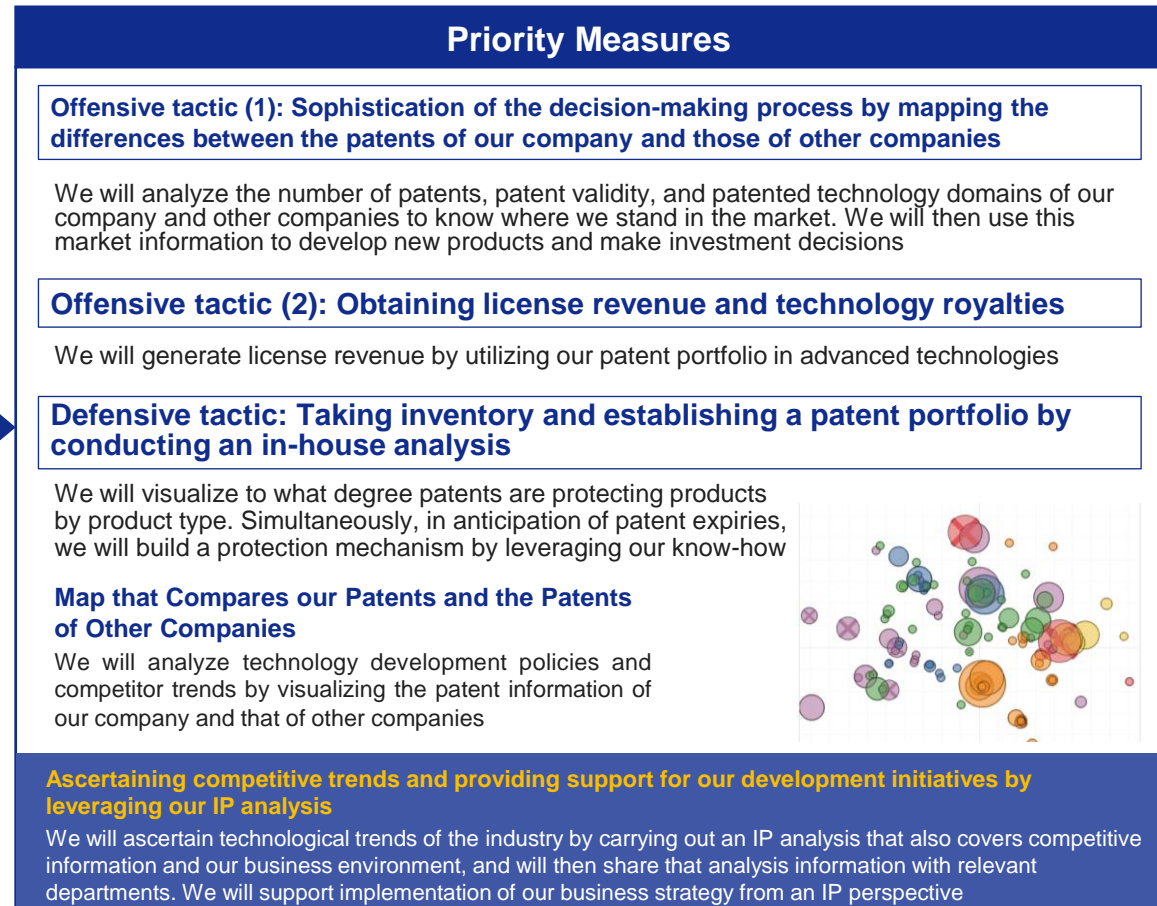 Priority Measures
Offensive tactic (1): Sophistication of the decision-making process by mapping the
differences between the patents of our company and those of other companies
We will analyze the number of patents, patent validity, and patented technology domains of our
company and other companies to know where we stand in the market. We will then use this
market information to develop new products and make investment decisions
Offensive tactic (2): Obtaining license revenue and technology royalties
We will generate license revenue by utilizing our patent portfolio in advanced technologies
Defensive tactic: Taking inventory and establishing a patent portfolio by
conducting an in-house analysis
We will visualize to what degree patents are protecting products
by product type. Simultaneously, in anticipation of patent expiries,
we will build a protection mechanism by leveraging our know-how
Map that Compares our Patents and the Patents
of Other Companies
We will analyze technology development policies and
competitor trends by visualizing the patent information of
our company and that of other companies
Ascertaining competitive trends and providing support for our development initiatives by
leveraging our IP analysis
We will ascertain technological trends of the industry by carrying out an IP analysis that also covers competitive
information and our business environment, and will then share that analysis information with relevant
departments. We will support implementation of our business strategy from an IP perspective